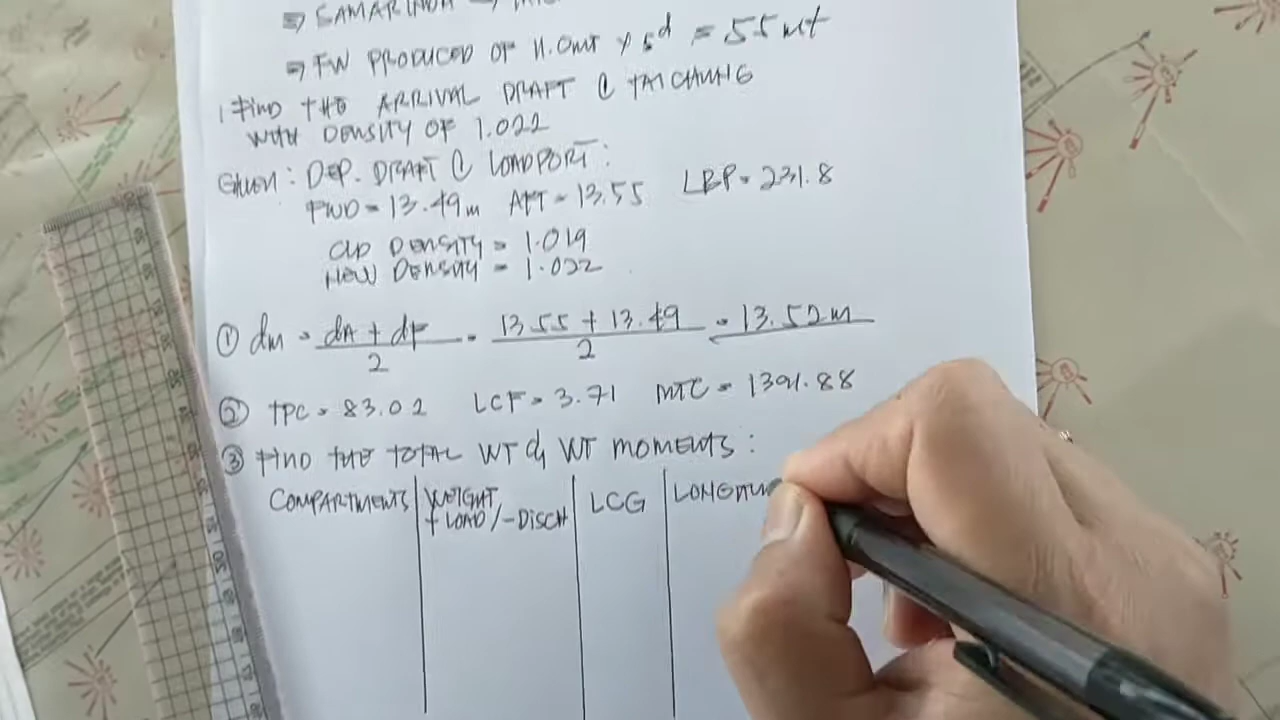 ⇒ SAMARINDA →
⇒ FW PRODUCED OF 11.0mt x 5d = 55 mt
! FIND THE ARRIVAL DRAFT @ TAICHUNG
WITH DENSITY OF 1.022
Given: DEP. DRAFT @ LOADPORT:
FWD = 13.49m AFT = 13.55 LBP = 231.8
OLD DENSITY = 1.019
NEW DENSITY = 1.022
① dm = dA + dF / 2 = 13.55 + 13.49 / 2 = 13.52m
② TPC = 83.02 LCF = 3.71 MTC = 1391.88
③ FIND THE TOTAL WT & WT MOMENTS:
COMPARTMENTS WEIGHT LCG LONGITU
+ LOAD / - DISCH